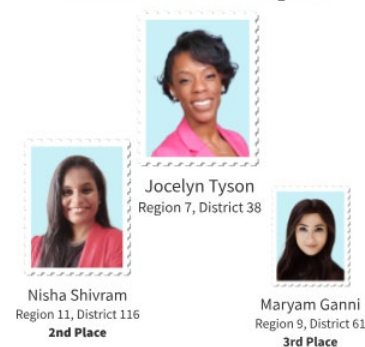 Jocelyn Tyson
Region 7, District 38
Nisha Shivram
Region 11, District 116
2nd Place
Maryam Ganni
Region 9, District 61
3rd Place